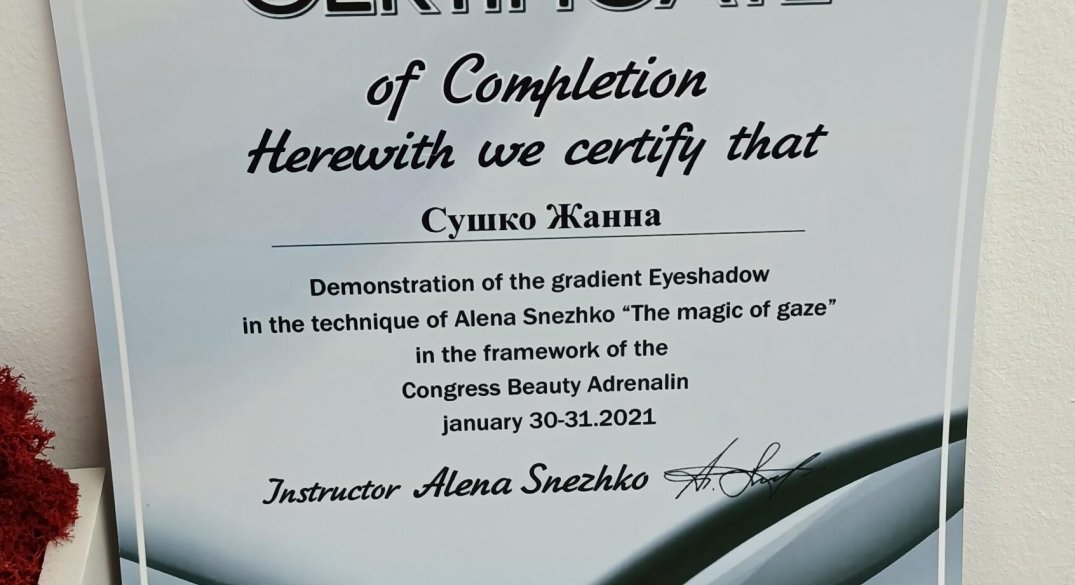 CERTIFICATE
of Completion
Herewith we certify that
Сушко Жанна
Demonstration of the gradient Eyeshadow
in the technique of Alena Snezhko “The magic of gaze”
in the framework of the
Congress Beauty Adrenalin
january 30-31.2021
Instructor Alena Snezhko